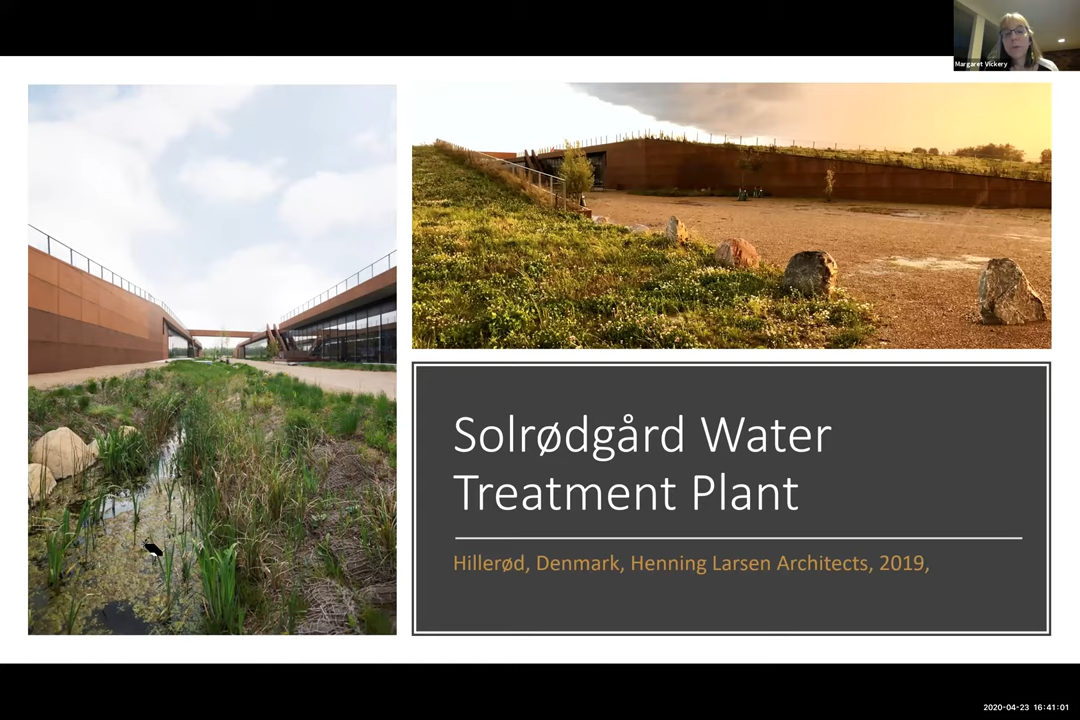 Margaret Vickery
Solrødgård Water
Treatment Plant
Hillerød, Denmark, Henning Larsen Architects, 2019,
2020-04-23 16:41:01